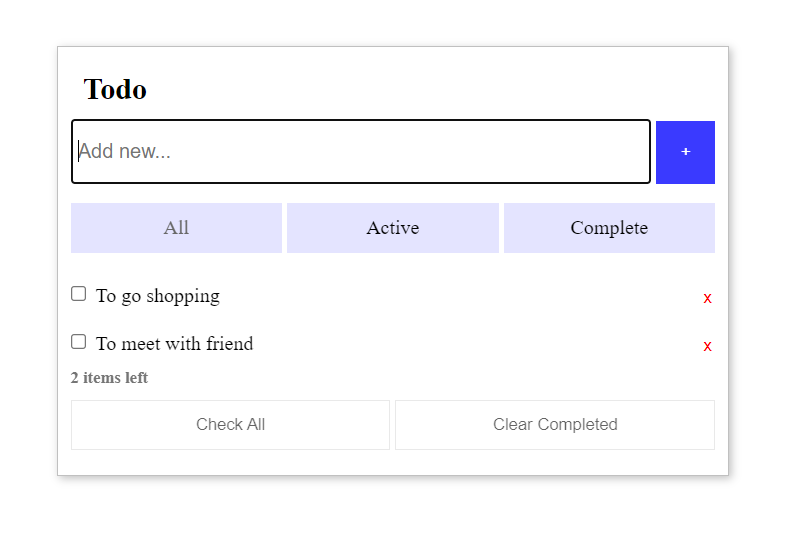 Todo
Add new... +
All Active Complete
To go shopping x
To meet with friend x
2 items left
Check All Clear Completed